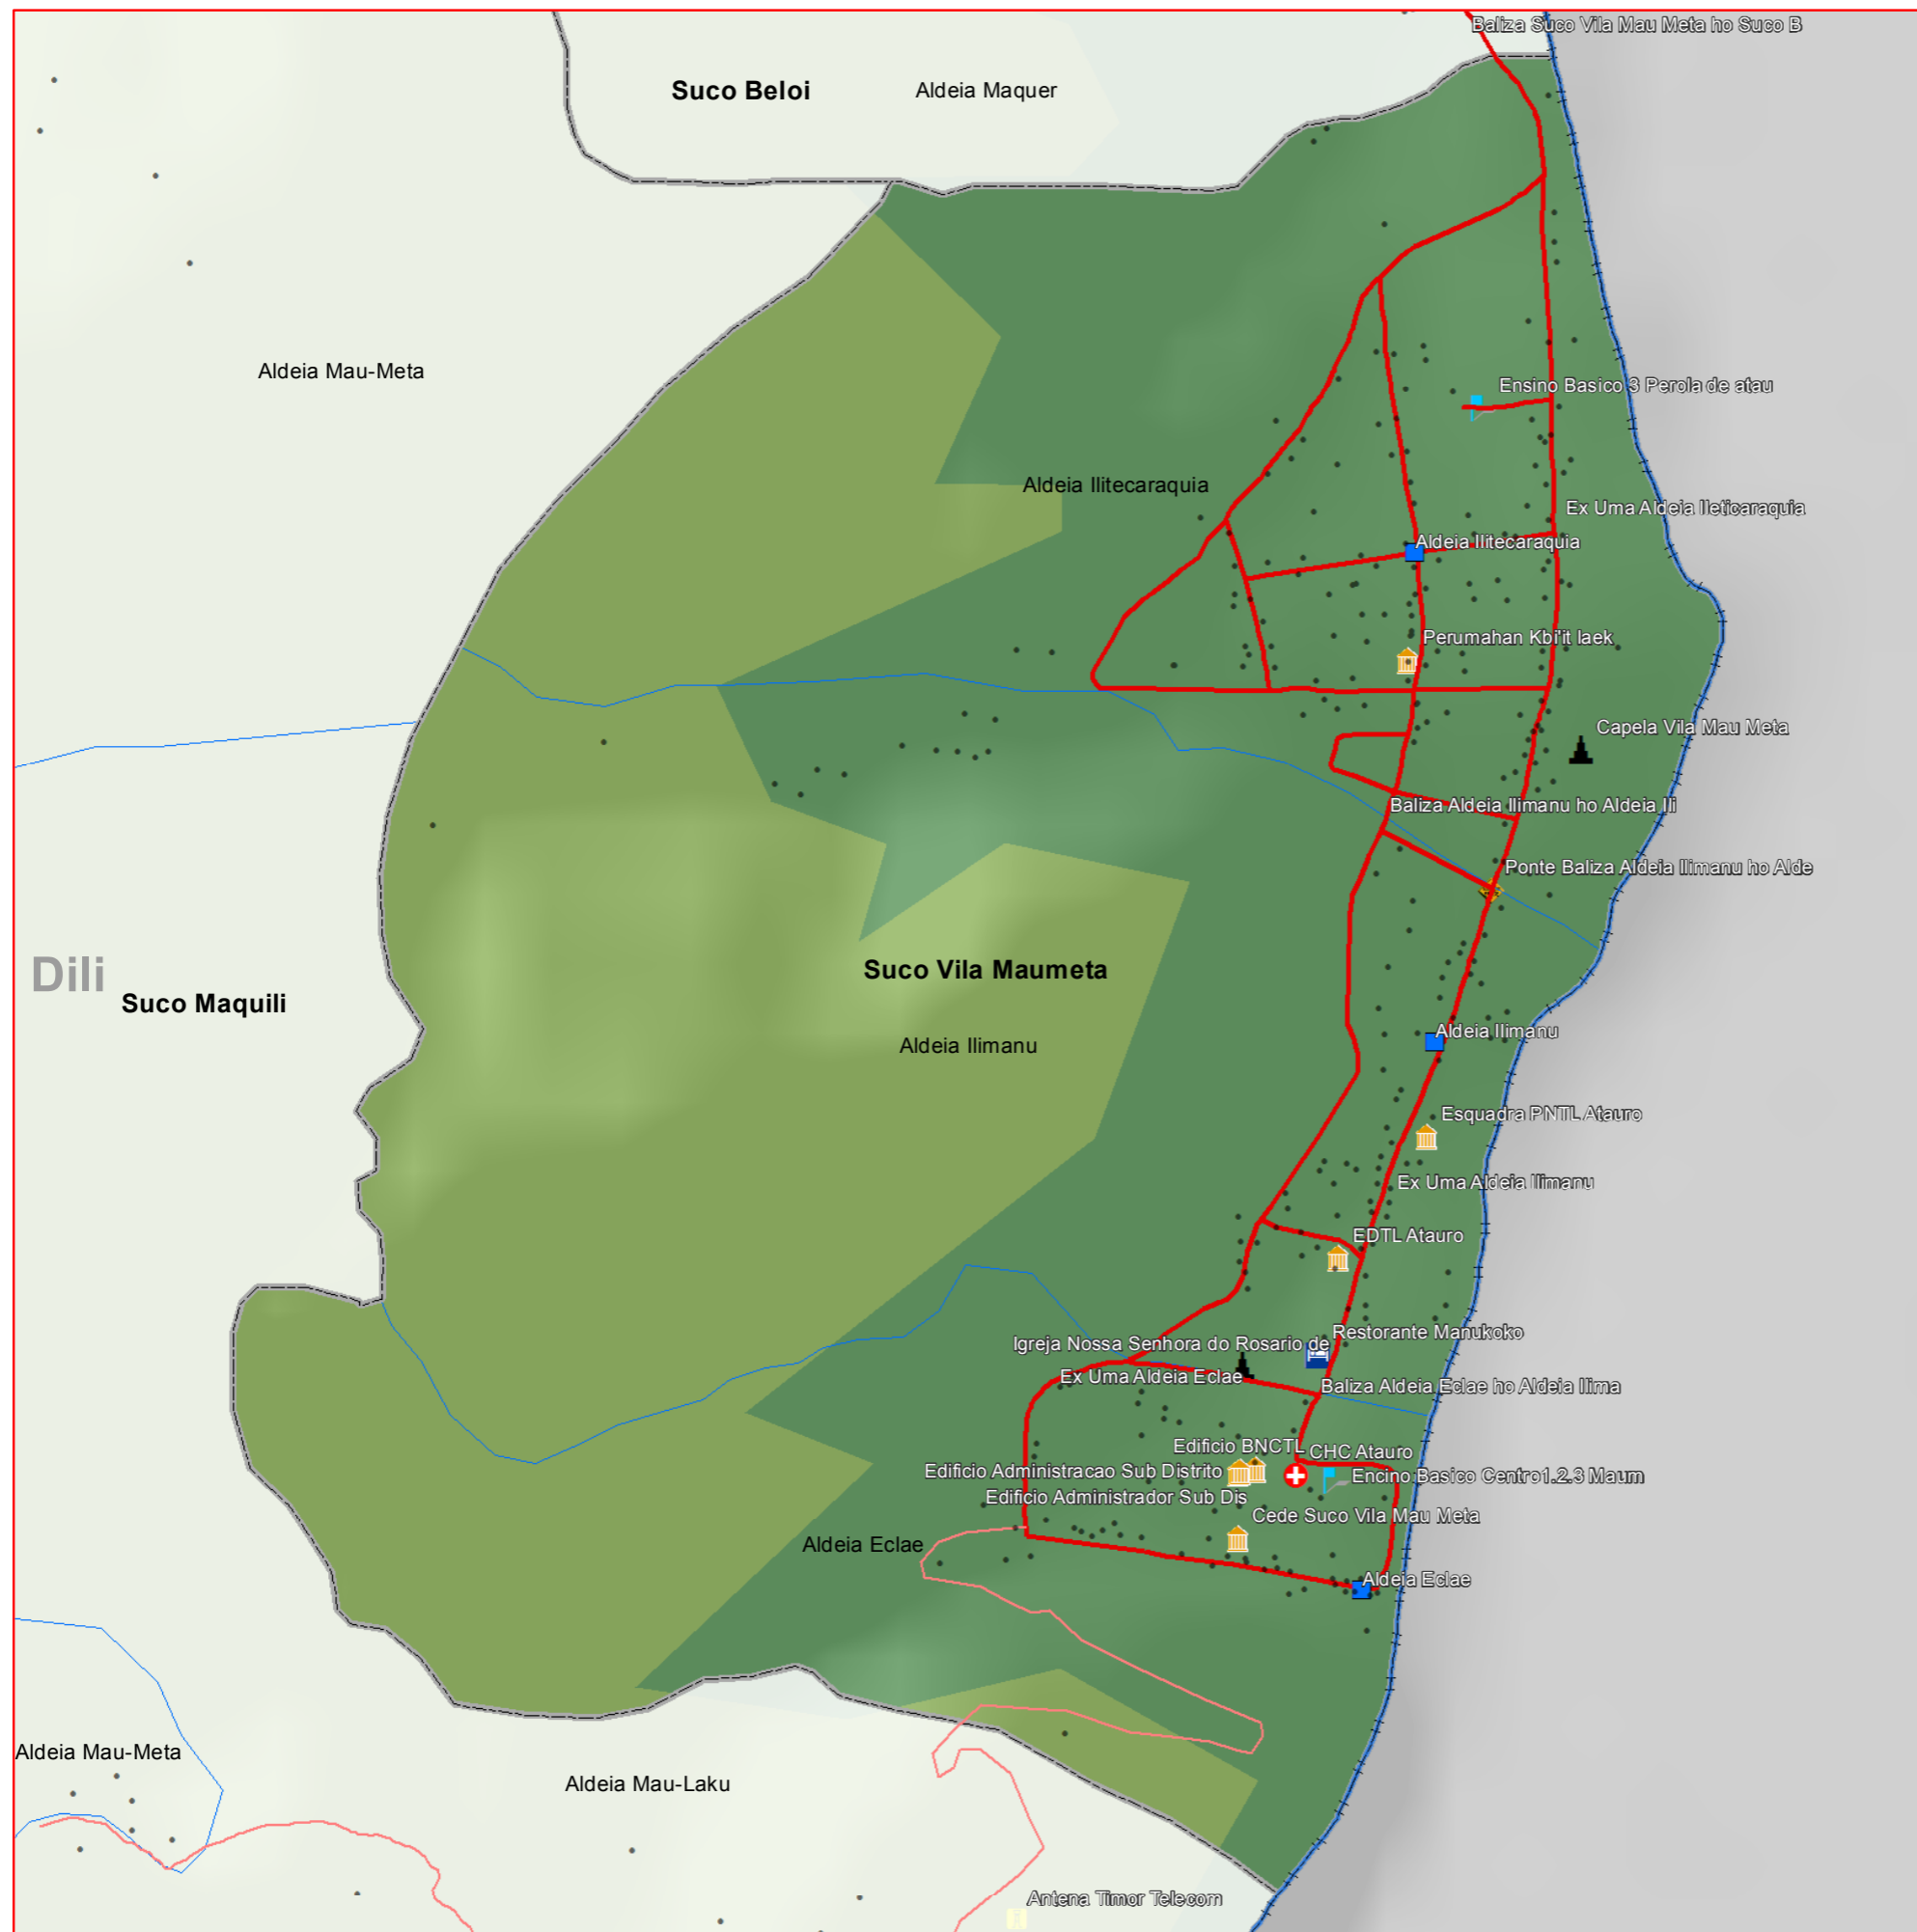 Baliza Suco Vila Mau Meta ho Suco B
Suco Beloi
Aldeia Maquer
Aldeia Mau-Meta
Ensino Basico 3 Perola de atau
Aldeia Ilitecaraquia
Ex Uma Aldeia Ileticaraquia
Aldeia Ilitecaraquia
Perumahan Kbi'it laek
Capela Vila Mau Meta
Baliza Aldeia Ilimanu ho Aldeia Ili
Ponte Baliza Aldeia Ilimanu ho Alde
Dili
Suco Vila Maumeta
Suco Maquili
Aldeia Ilimanu
Aldeia Ilimanu
Esquadra PNTL Atauro
Ex Uma Aldeia Ilimanu
EDTL Atauro
Restorante Manukoko
Igreja Nossa Senhora do Rosario de
Ex Uma Aldeia Eclae
Baliza Aldeia Eclae ho Aldeia Ilima
Edificio BNCTL
CHC Atauro
Edificio Administracao Sub Distrito
Encino Basico Centro1.2.3 Maum
Edificio Administrador Sub Dis
Cede Suco Vila Mau Meta
Aldeia Eclae
Aldeia Eclae
Aldeia Mau-Meta
Aldeia Mau-Laku
Antena Timor Telecom